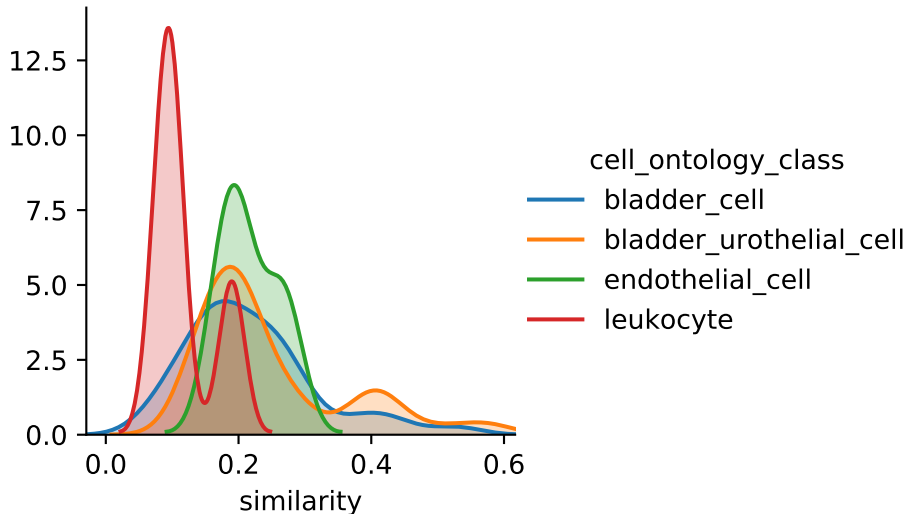 12.5
10.0
7.5
5.0
2.5
0.0
0.0 0.2 0.4 0.6
similarity
cell_ontology_class
bladder_cell
bladder_urothelial_cell
endothelial_cell
leukocyte